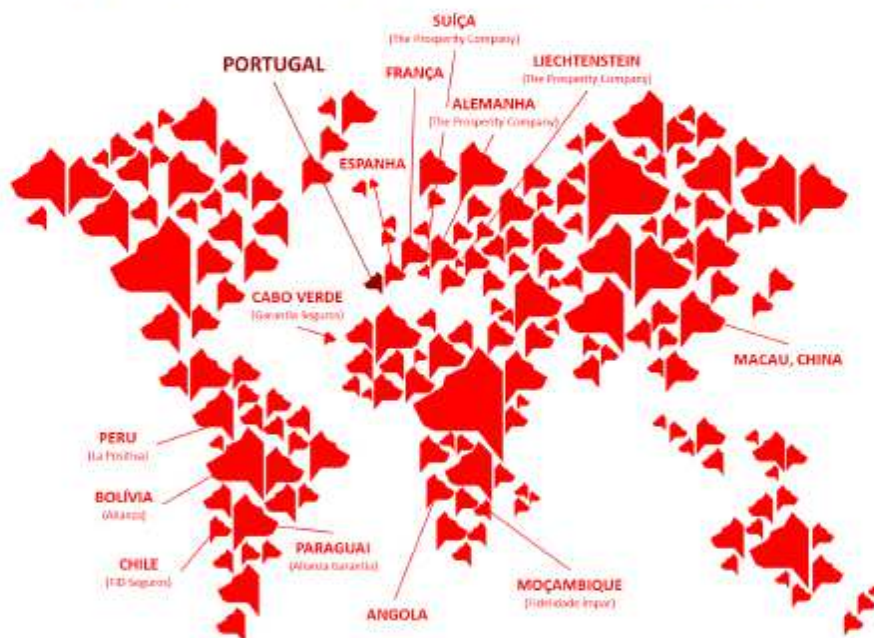 SUÍÇA
(The Prosperity Company)
PORTUGAL
FRANÇA
LIECHTENSTEIN
(The Prosperity Company)
ALEMANHA
(The Prosperity Company)
ESPANHA
CABO VERDE
(Garantia Seguros)
MACAU, CHINA
PERU
(La Positiva)
BOLÍVIA
(Alianza)
PARAGUAI
(Alianza Garantía)
CHILE
(FID Seguros)
MOÇAMBIQUE
(Fidelidade Impar)
ANGOLA